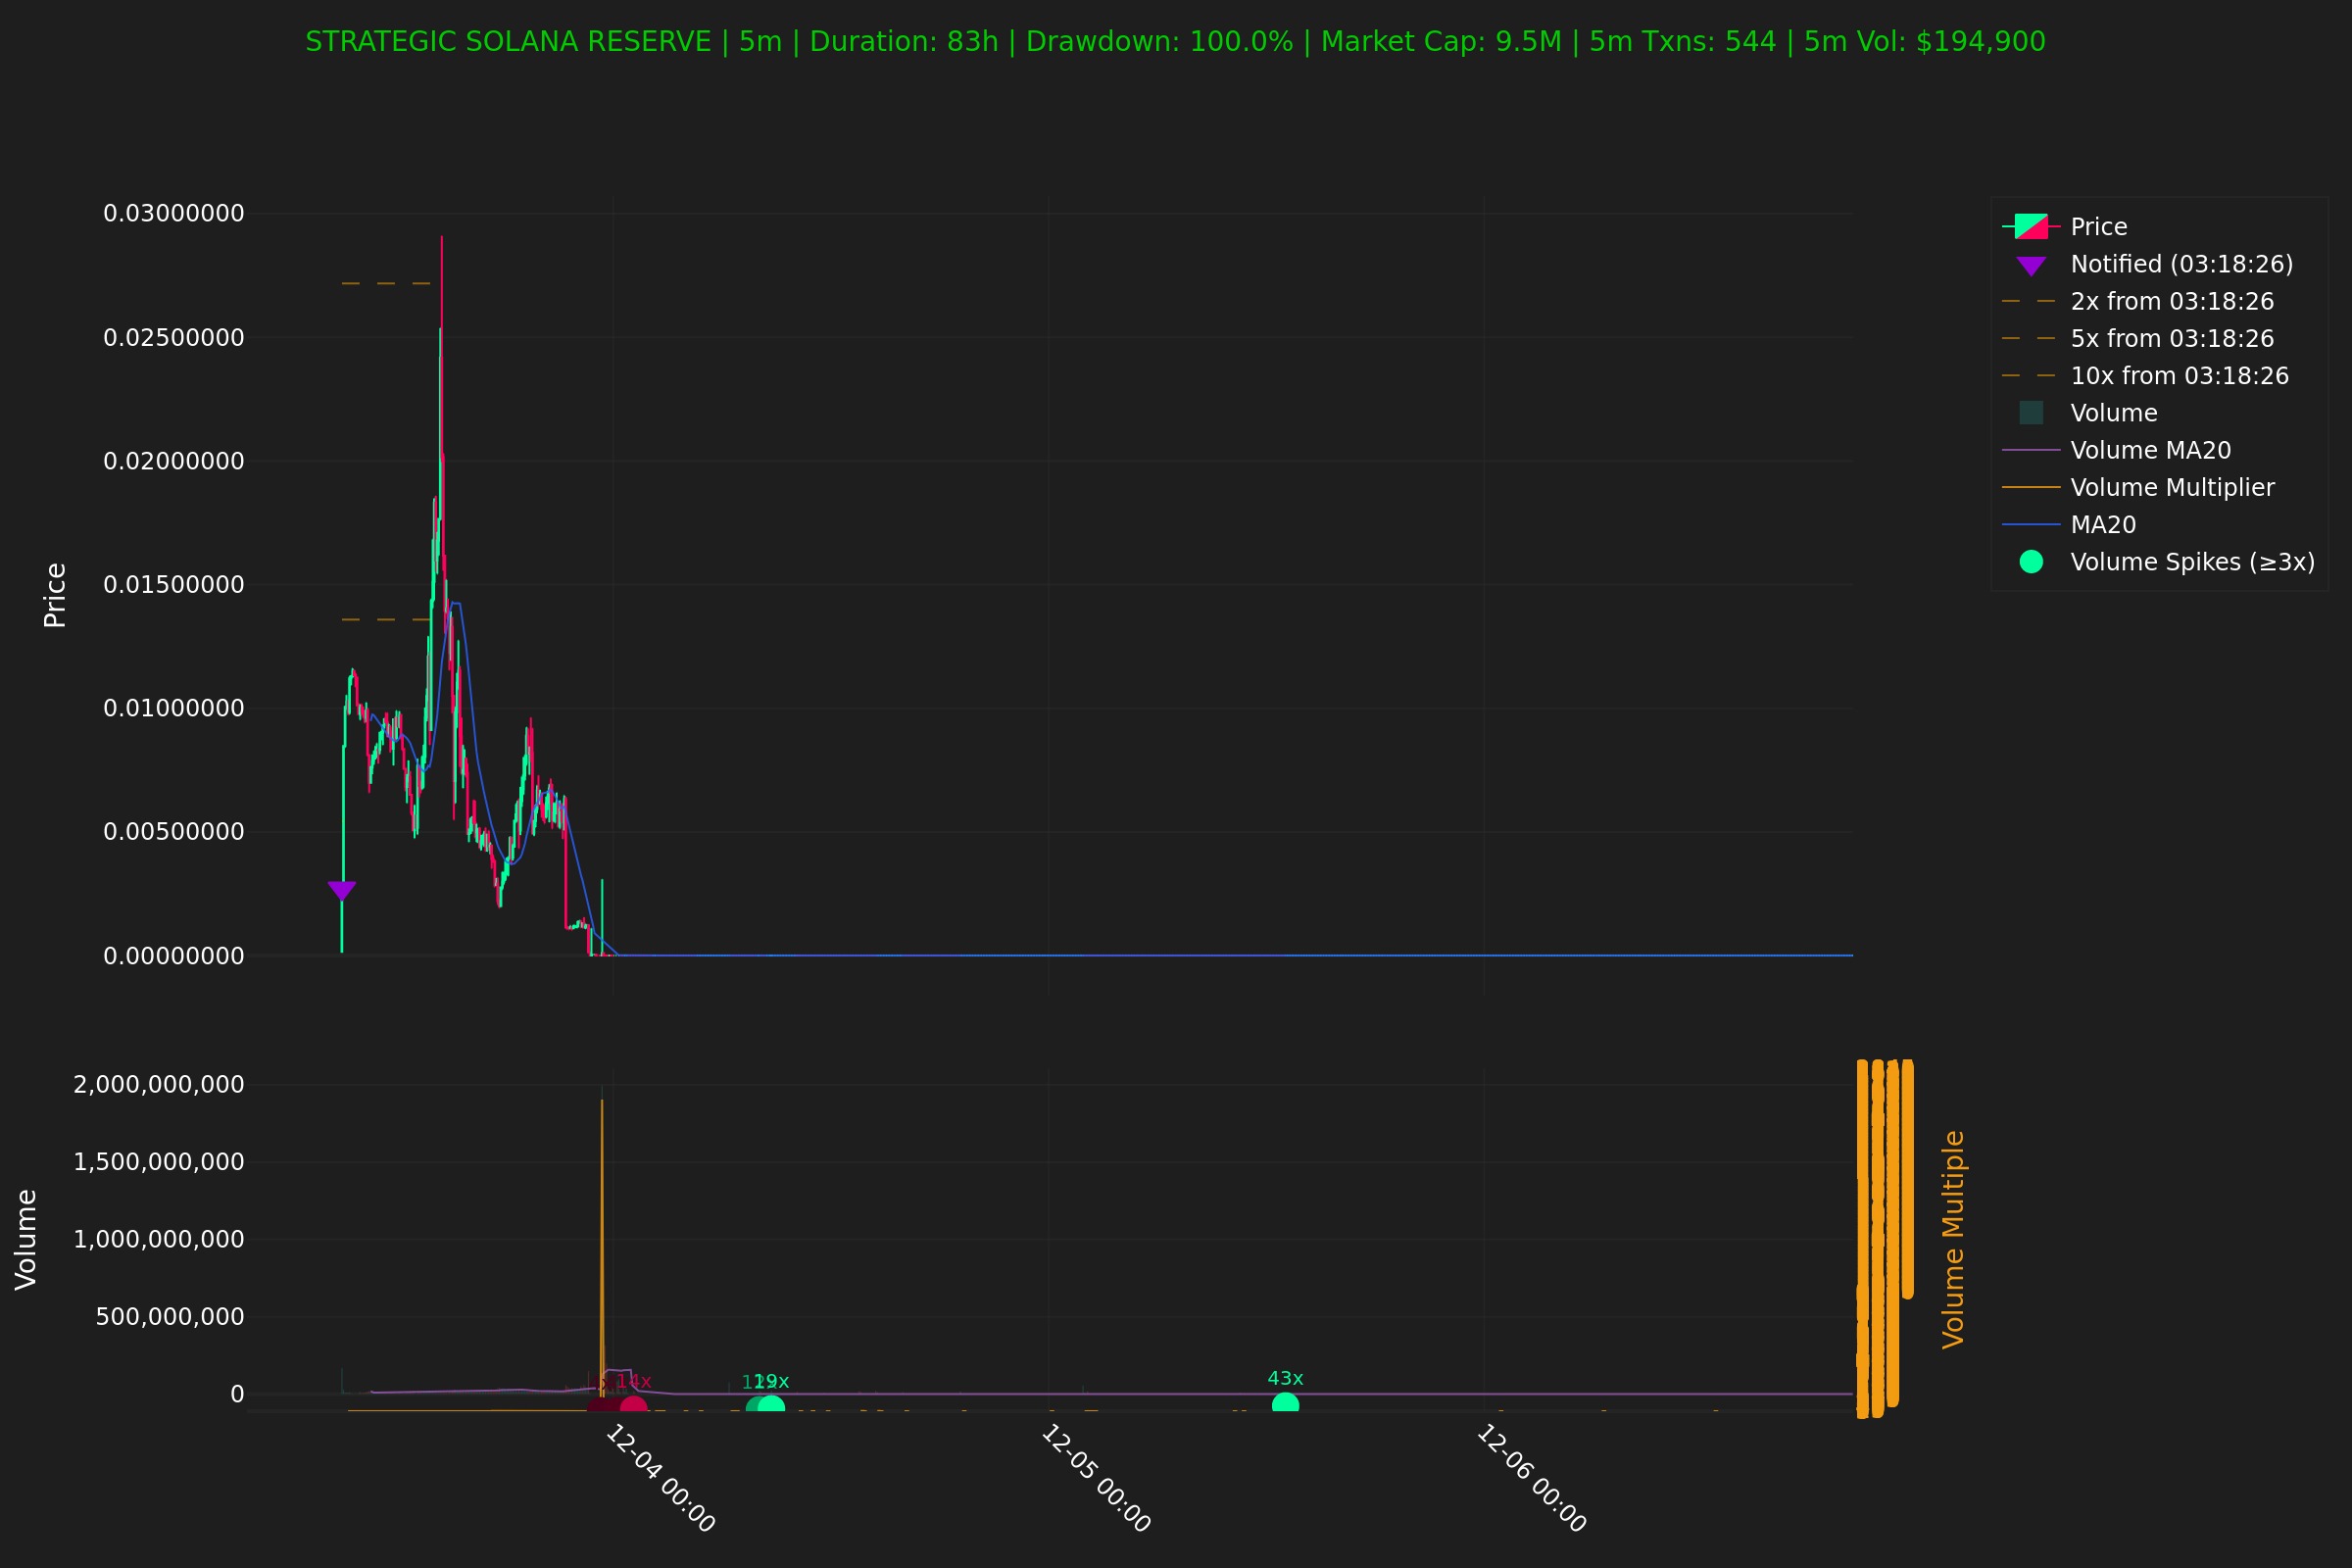 STRATEGIC SOLANA RESERVE | 5m | Duration: 83h | Drawdown: 100.0% | Market Cap: 9.5M | 5m Txns: 544 | 5m Vol: $194,900
0.03000000
0.02500000
0.02000000
0.01500000
0.01000000
0.00500000
0.00000000
Price
Price
Notified (03:18:26)
2x from 03:18:26
5x from 03:18:26
10x from 03:18:26
Volume
Volume MA20
Volume Multiplier
MA20
Volume Spikes (≥3x)
2,000,000,000
1,500,000,000
1,000,000,000
500,000,000
0
Volume
14x
19x
43x
Volume Multiple
12-04 00:00
12-05 00:00
12-06 00:00